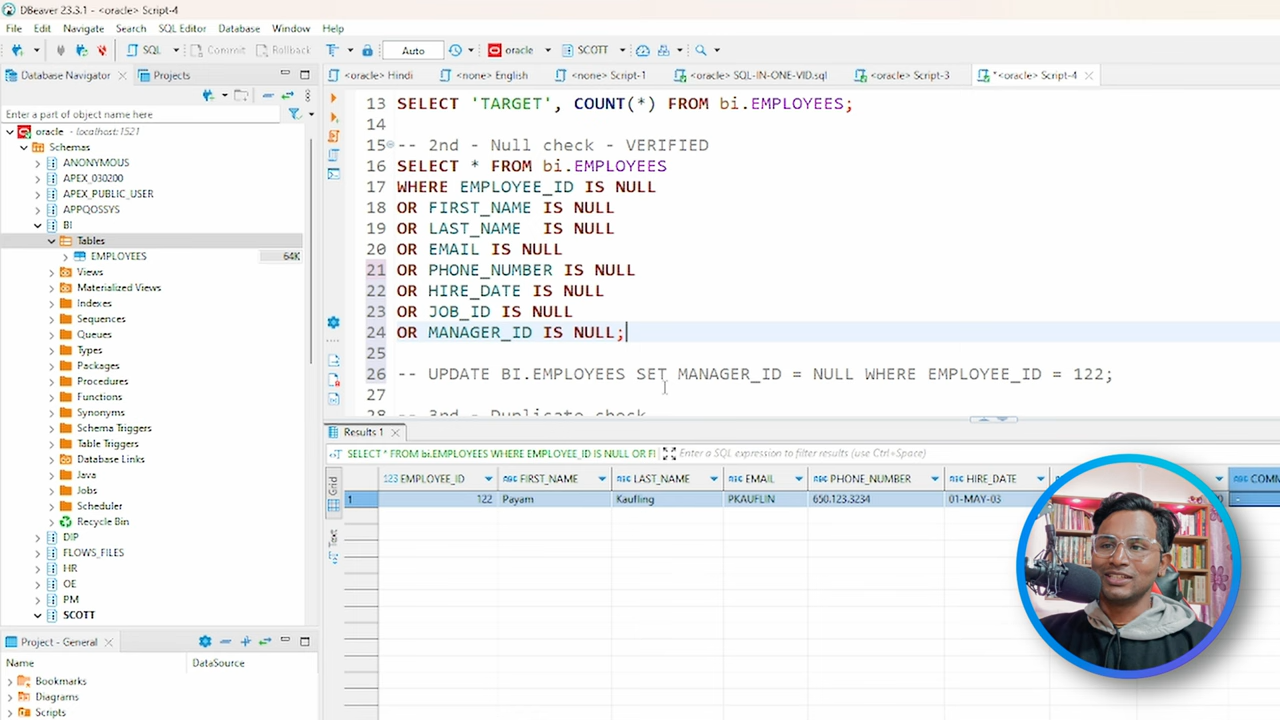 DBeaver 23.3.1 - <oracle> Script-4
File Edit Navigate Search SQL Editor Database Window Help
SQL Commit Rollback Auto oracle SCOTT
Database Navigator Projects
<oracle> Hindi <none> English <none> Script-1 <oracle> SQL-IN-ONE-VID.sql <oracle> Script-3 *<oracle> Script-4
Enter a part of object name here
oracle - localhost:1521
Schemas
ANONYMOUS
APEX_030200
APEX_PUBLIC_USER
APPQOSSYS
BI
Tables
EMPLOYEES 64K
Views
Materialized Views
Indexes
Sequences
Queues
Types
Packages
Procedures
Functions
Synonyms
Schema Triggers
Table Triggers
Database Links
Java
Jobs
Scheduler
Recycle Bin
DIP
FLOWS_FILES
HR
OE
PM
SCOTT
Project - General
Name DataSource
Bookmarks
Diagrams
Scripts
13 SELECT 'TARGET', COUNT(*) FROM bi.EMPLOYEES;
14
15 -- 2nd - Null check - VERIFIED
16 SELECT * FROM bi.EMPLOYEES
17 WHERE EMPLOYEE_ID IS NULL
18 OR FIRST_NAME IS NULL
19 OR LAST_NAME IS NULL
20 OR EMAIL IS NULL
21 OR PHONE_NUMBER IS NULL
22 OR HIRE_DATE IS NULL
23 OR JOB_ID IS NULL
24 OR MANAGER_ID IS NULL;
25
26 -- UPDATE BI.EMPLOYEES SET MANAGER_ID = NULL WHERE EMPLOYEE_ID = 122;
27
28 -- 3rd - Duplicate check
Results 1
SELECT * FROM bi.EMPLOYEES WHERE EMPLOYEE_ID IS NULL OR FI Enter a SQL expression to filter results (use Ctrl+Space)
Grid
Text
123 EMPLOYEE_ID ABC FIRST_NAME ABC LAST_NAME ABC EMAIL ABC PHONE_NUMBER ABC HIRE_DATE ABC COMM
1 122 Payam Kaufling PKAUFLIN 650.123.3234 01-MAY-03